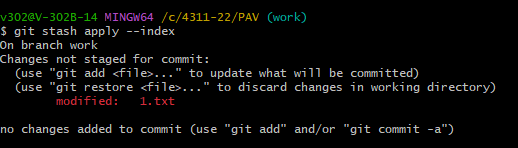 v302@V-302B-14 MINGW64 /c/4311-22/PAV (work)
$ git stash apply --index
On branch work
Changes not staged for commit:
  (use "git add <file>..." to update what will be committed)
  (use "git restore <file>..." to discard changes in working directory)
        modified:   1.txt

no changes added to commit (use "git add" and/or "git commit -a")